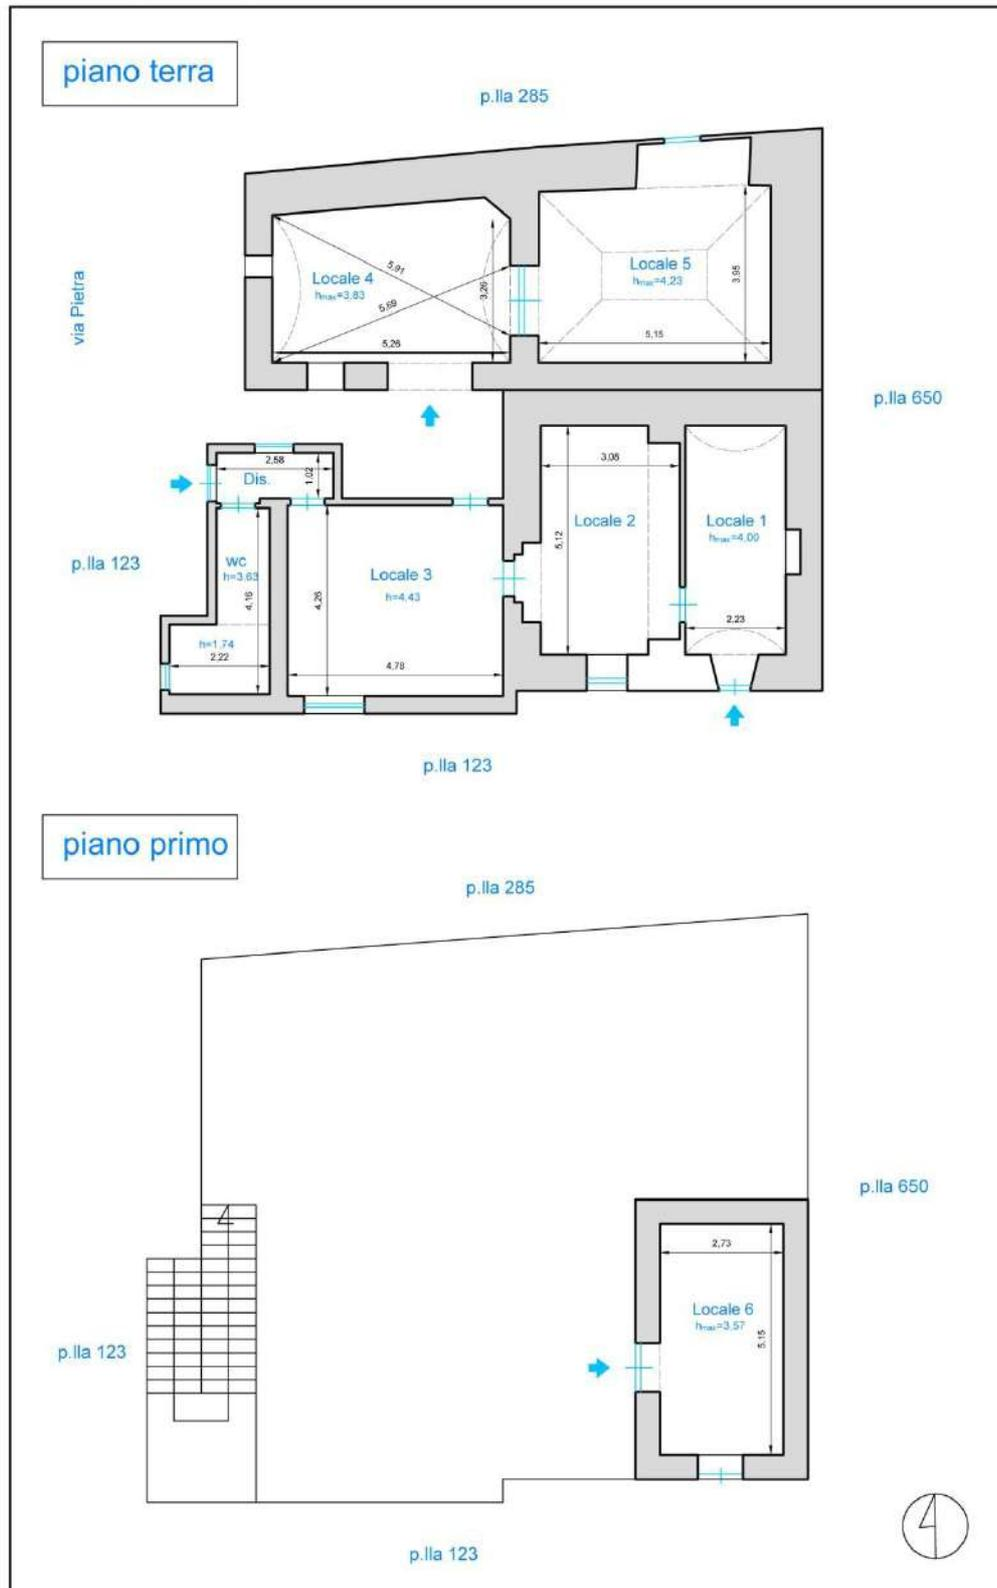 piano terra
p.lla 285
via Pietra
Locale 4
hmax=3,83
5,91
5,69
3,26
5,26
Locale 5
hmax=4,23
3,95
5,15
p.lla 650
2,58
1,02
Dis.
3,08
Locale 2
5,12
Locale 1
hmax=4,00
2,23
p.lla 123
wc
h=3,63
4,16
h=1,74
2,22
Locale 3
h=4,43
4,26
4,78
p.lla 123
piano primo
p.lla 285
p.lla 650
2,73
Locale 6
hmax=3,57
5,15
p.lla 123
p.lla 123